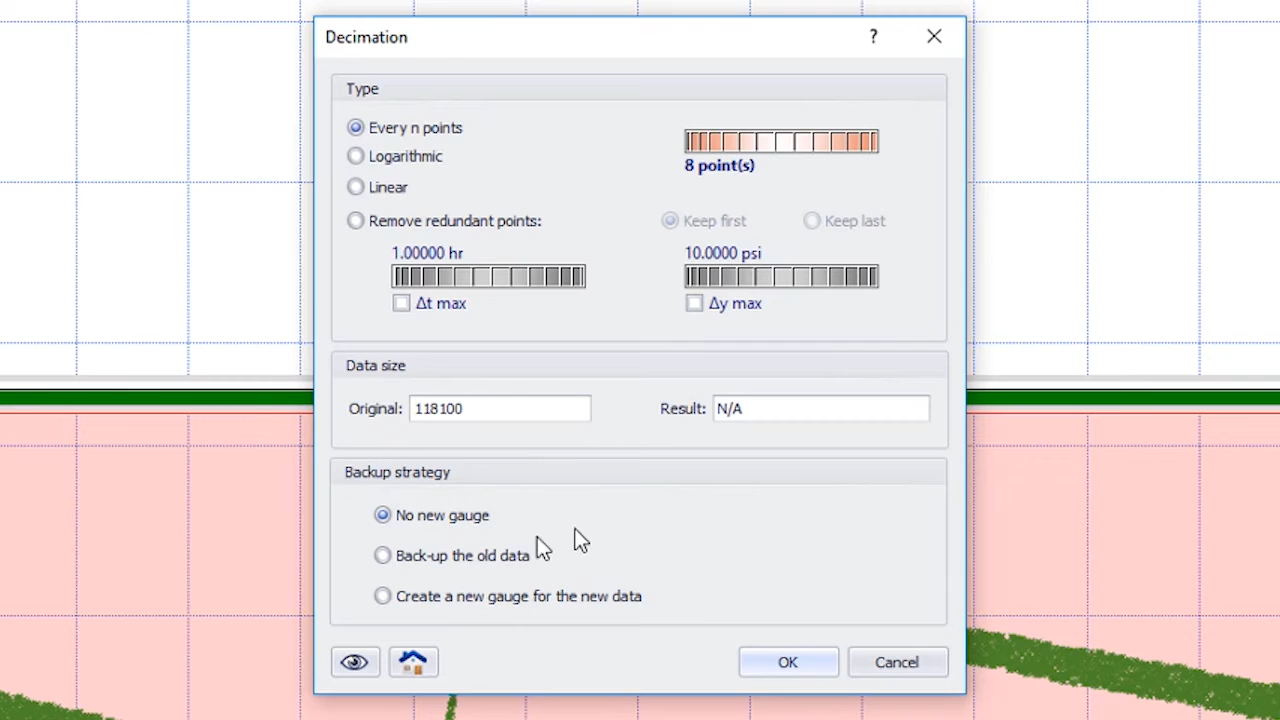 Decimation ?
Type
Every n points
Logarithmic
8 point(s)
Linear
Remove redundant points: Keep first Keep last
1.00000 hr 10.0000 psi
Δt max Δy max
Data size
Original: 118100 Result: N/A
Backup strategy
No new gauge
Back-up the old data
Create a new gauge for the new data
OK Cancel